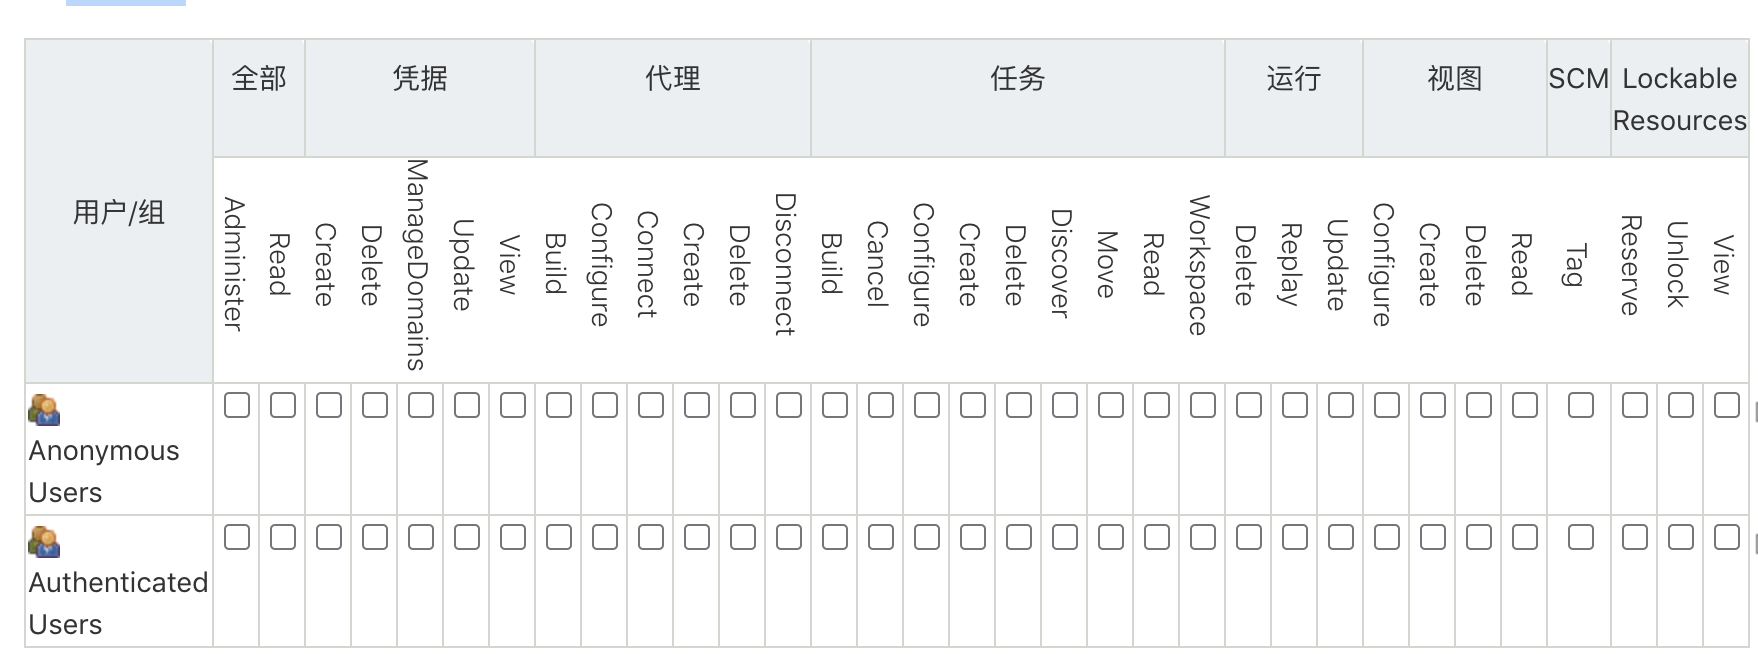 用户/组
全部
凭据
代理
任务
运行
视图
SCM
Lockable
Resources
Administer
Read
Create
Delete
ManageDomains
Update
View
Build
Configure
Connect
Create
Delete
Disconnect
Build
Cancel
Configure
Create
Delete
Discover
Move
Read
Workspace
Delete
Replay
Update
Configure
Create
Delete
Read
Tag
Reserve
Unlock
View
Anonymous
Users
Authenticated
Users